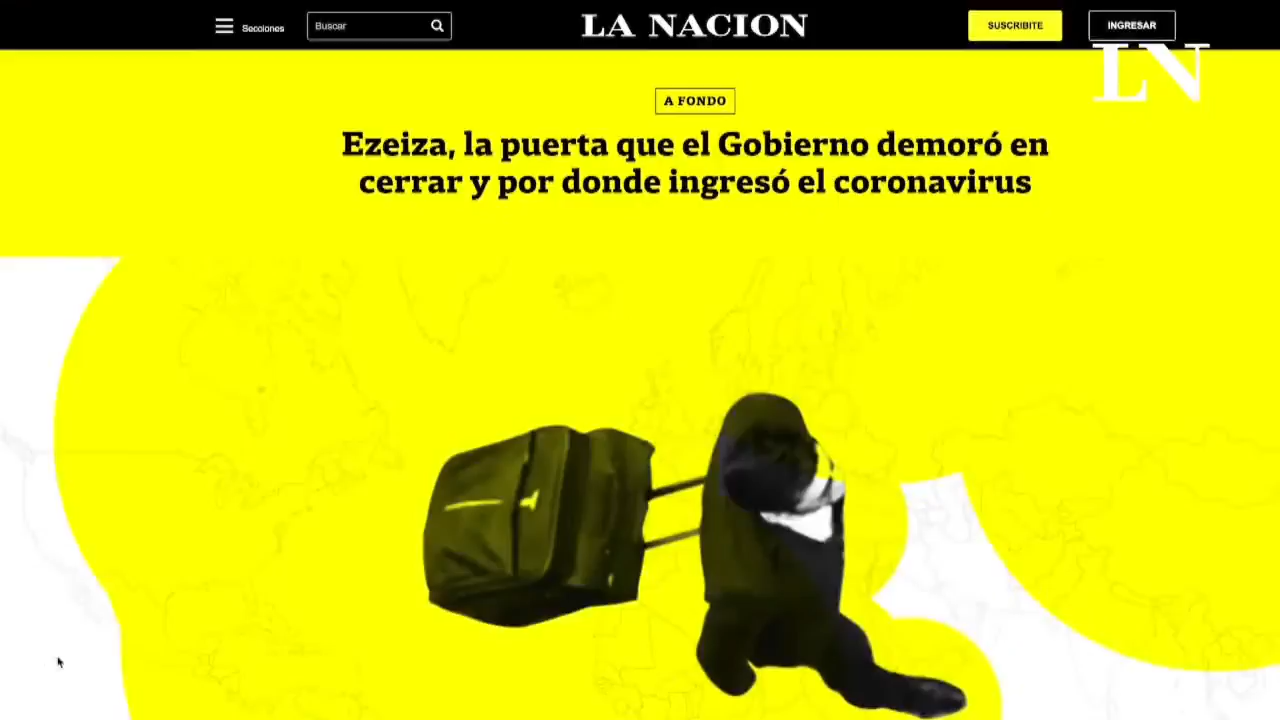 Secciones
Buscar
LA NACION
SUSCRIBITE
INGRESAR
LN
A FONDO
Ezeiza, la puerta que el Gobierno demoró en
cerrar y por donde ingresó el coronavirus